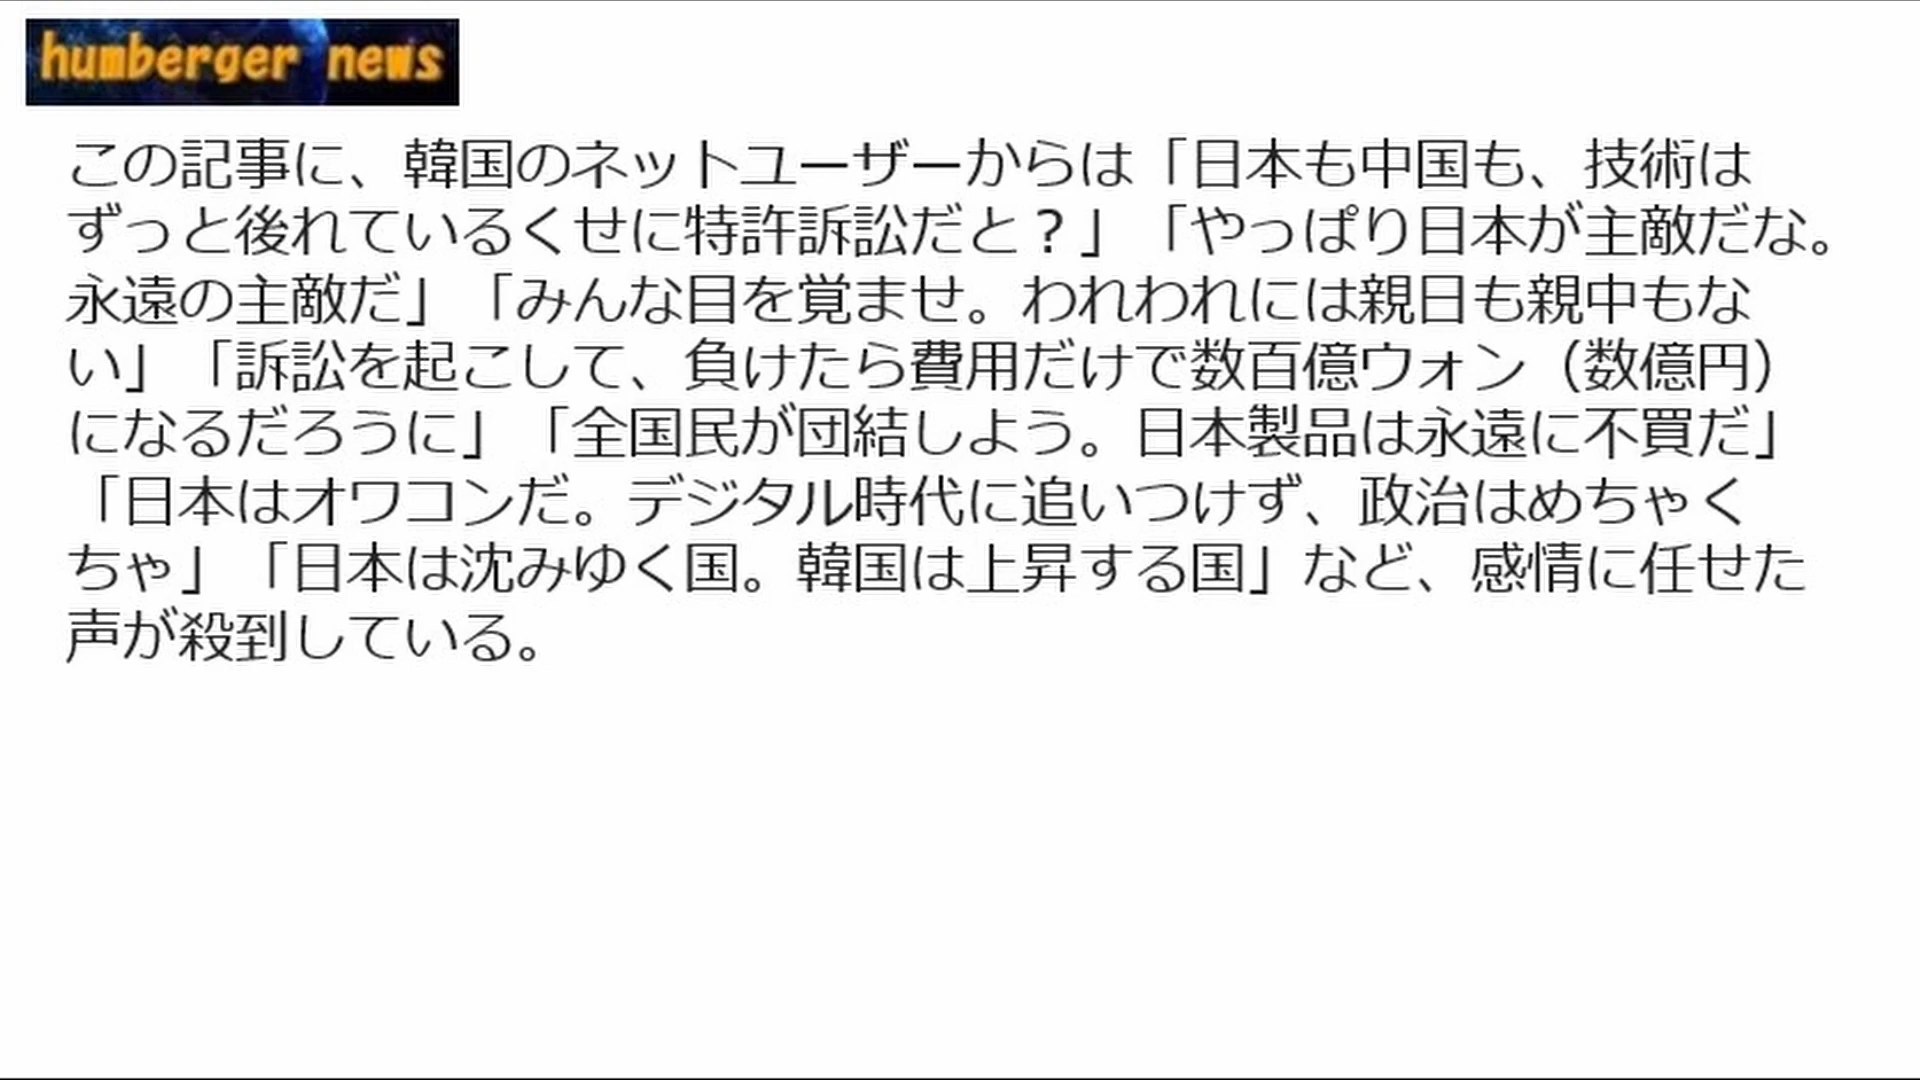 humberger news
この記事に、韓国のネットユーザーからは「日本も中国も、技術は
ずっと後れているくせに特許訴訟だと？」「やっぱり日本が主敵だな。
永遠の主敵だ」「みんな目を覚ませ。われわれには親日も親中もな
い」「訴訟を起こして、負けたら費用だけで数百億ウォン（数億円）
になるだろうに」「全国民が団結しよう。日本製品は永遠に不買だ」
「日本はオワコンだ。デジタル時代に追いつけず、政治はめちゃく
ちゃ」「日本は沈みゆく国。韓国は上昇する国」など、感情に任せた
声が殺到している。